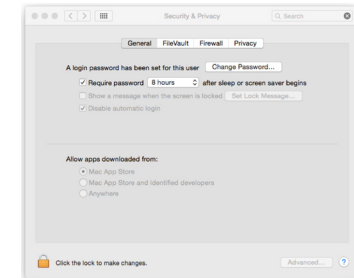 Security & Privacy
Search
General FileVault Firewall Privacy
A login password has been set for this user Change Password...
Require password 8 hours after sleep or screen saver begins
Show a message when the screen is locked Set Lock Message...
Disable automatic login
Allow apps downloaded from:
Mac App Store
Mac App Store and identified developers
Anywhere
Click the lock to make changes.
Advanced... ?